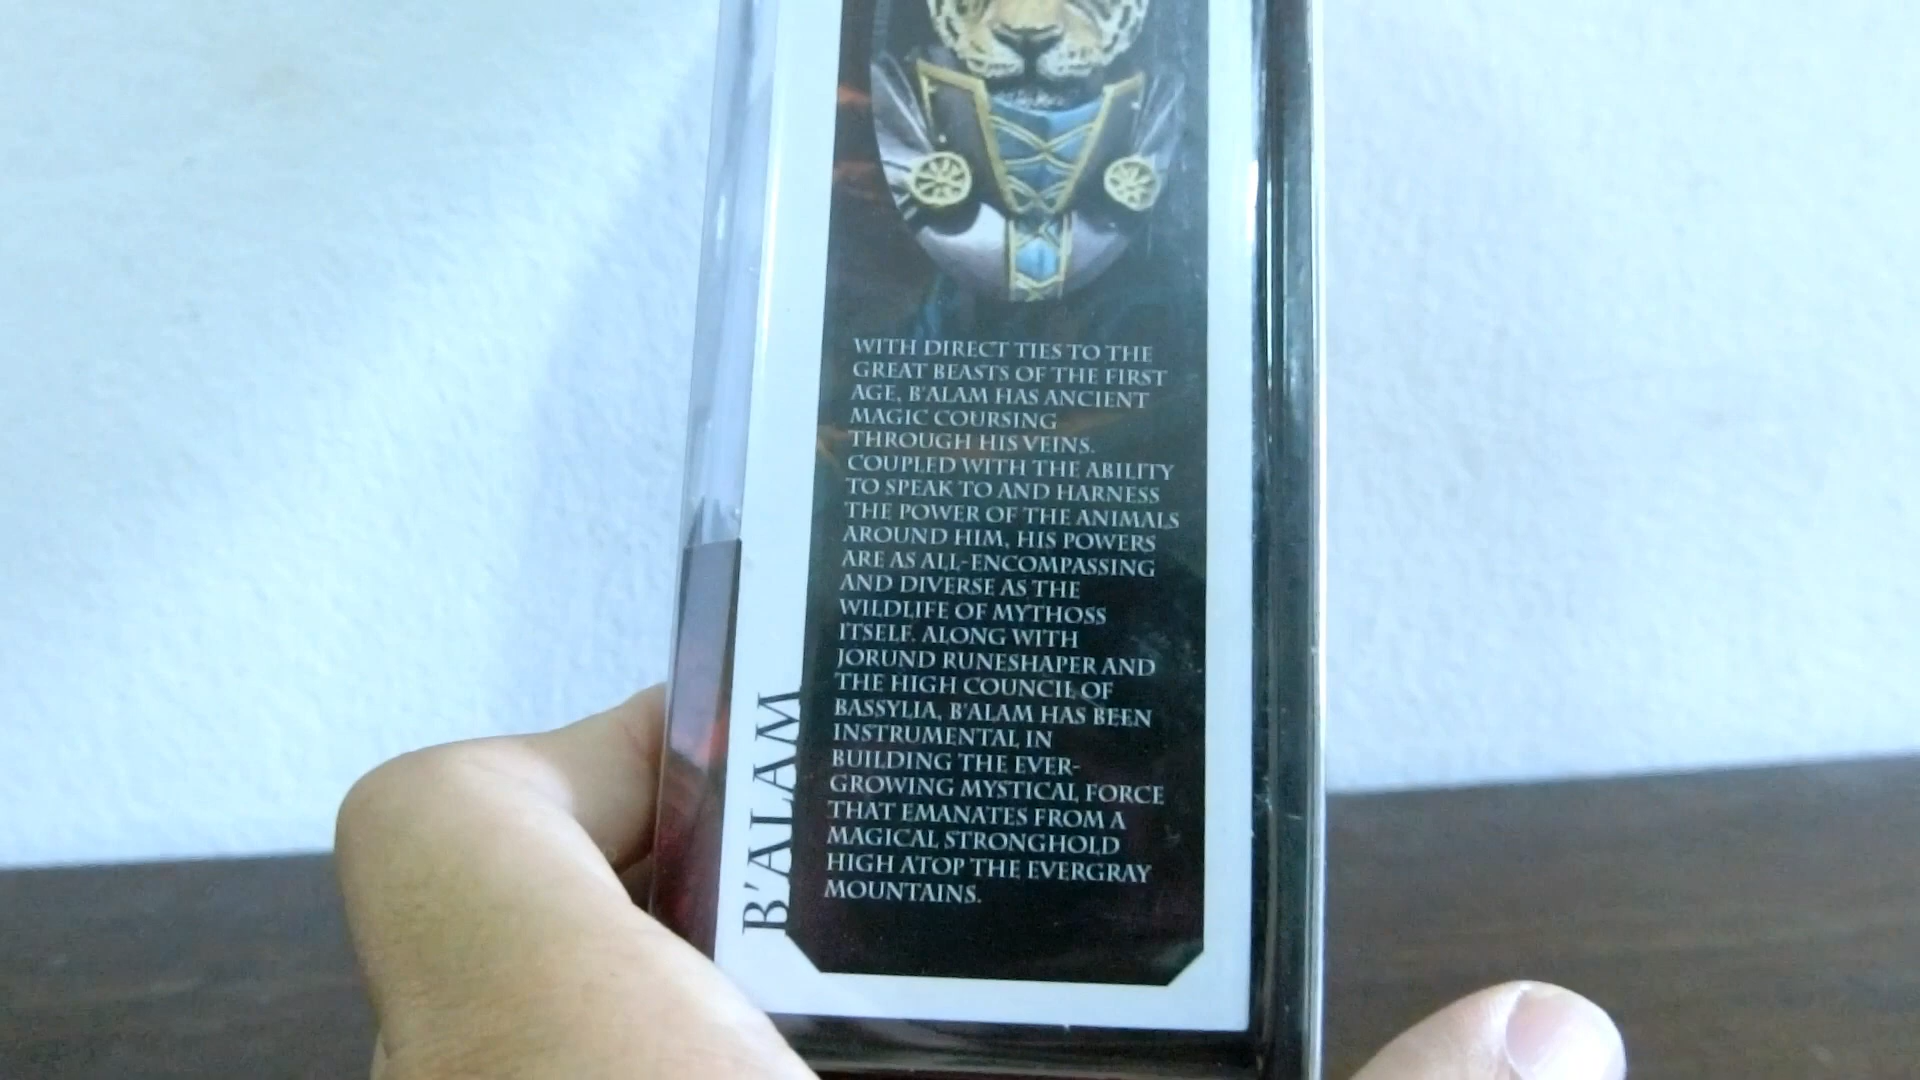 WITH DIRECT TIES TO THE
GREAT BEASTS OF THE FIRST
AGE, B'ALAM HAS ANCIENT
MAGIC COURSING
THROUGH HIS VEINS.
COUPLED WITH THE ABILITY
TO SPEAK TO AND HARNESS
THE POWER OF THE ANIMALS
AROUND HIM, HIS POWERS
ARE AS ALL-ENCOMPASSING
AND DIVERSE AS THE
WILDLIFE OF MYTHOSS
ITSELF. ALONG WITH
JORUND RUNESHAPER AND
THE HIGH COUNCIL OF
BASSYLIA, B'ALAM HAS BEEN
INSTRUMENTAL IN
BUILDING THE EVER-
GROWING MYSTICAL FORCE
THAT EMANATES FROM A
MAGICAL STRONGHOLD
HIGH ATOP THE EVERGRAY
MOUNTAINS.
B'ALAM